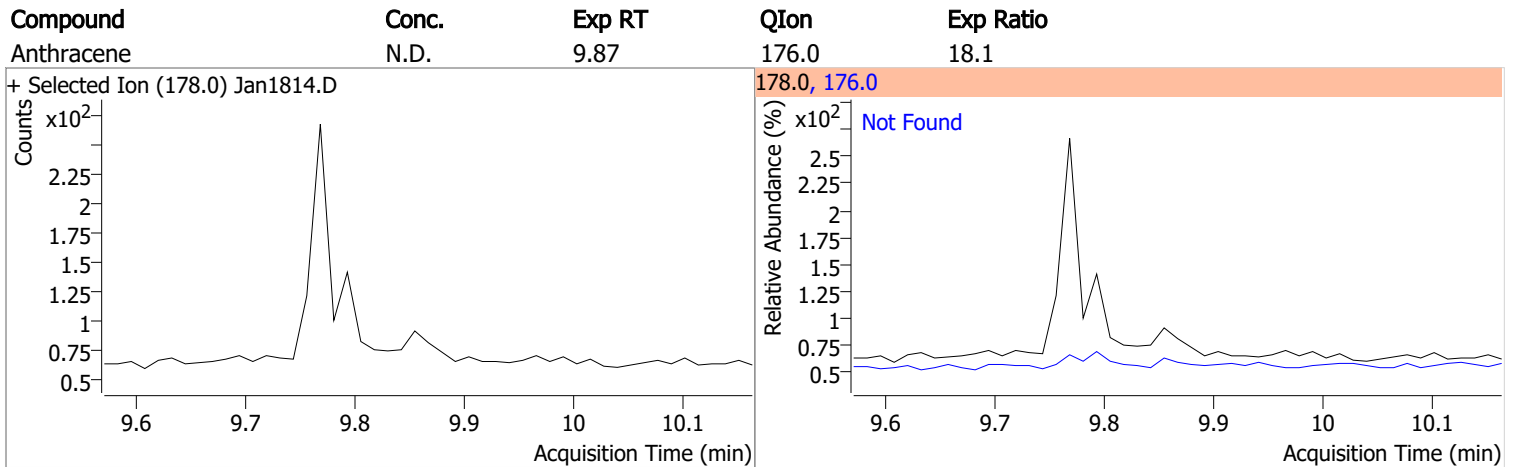 Compound Conc. Exp RT QIon Exp Ratio
Anthracene N.D. 9.87 176.0 18.1
+ Selected Ion (178.0) Jan1814.D
Counts
x10²
2.25
2
1.75
1.5
1.25
1
0.75
0.5
9.6 9.7 9.8 9.9 10 10.1
Acquisition Time (min)
178.0, 176.0
Relative Abundance (%)
x10²
Not Found
2.5
2.25
2
1.75
1.5
1.25
1
0.75
0.5
9.6 9.7 9.8 9.9 10 10.1
Acquisition Time (min)